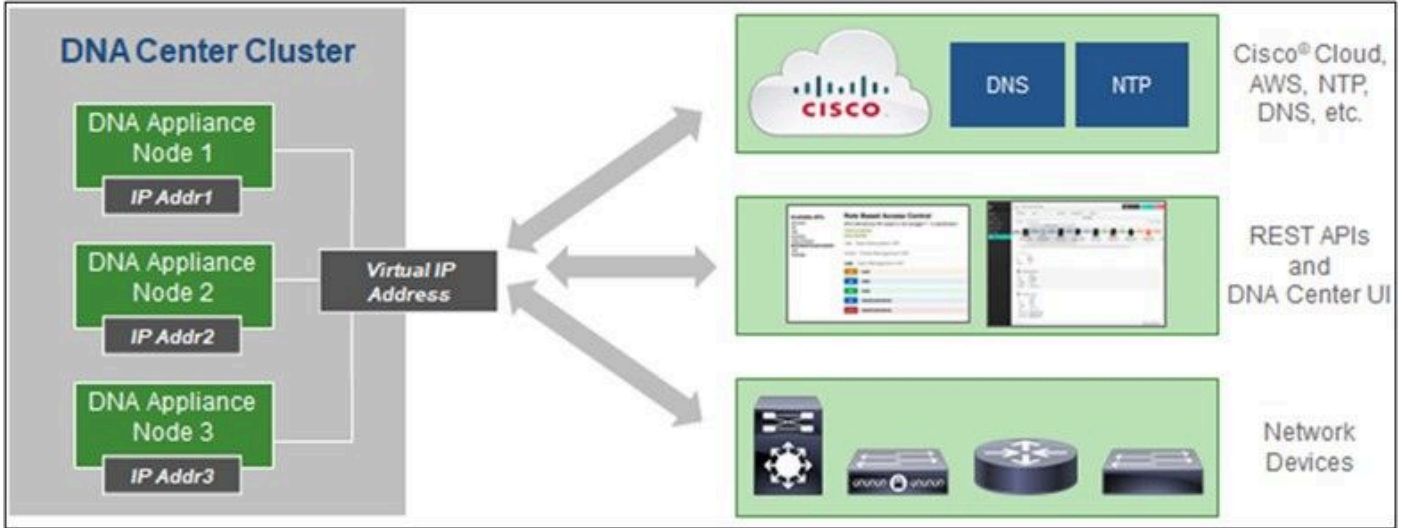 DNA Center Cluster
DNA Appliance
Node 1
IP Addr1
DNA Appliance
Node 2
IP Addr2
DNA Appliance
Node 3
IP Addr3
Virtual IP
Address
CISCO
DNS
NTP
Cisco® Cloud,
AWS, NTP,
DNS, etc.
Role Based Access Control
REST APIs
and
DNA Center UI
Network
Devices